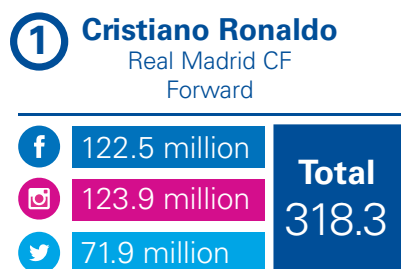 1
Cristiano Ronaldo
Real Madrid CF
Forward
f
122.5 million
123.9 million
71.9 million
Total
318.3